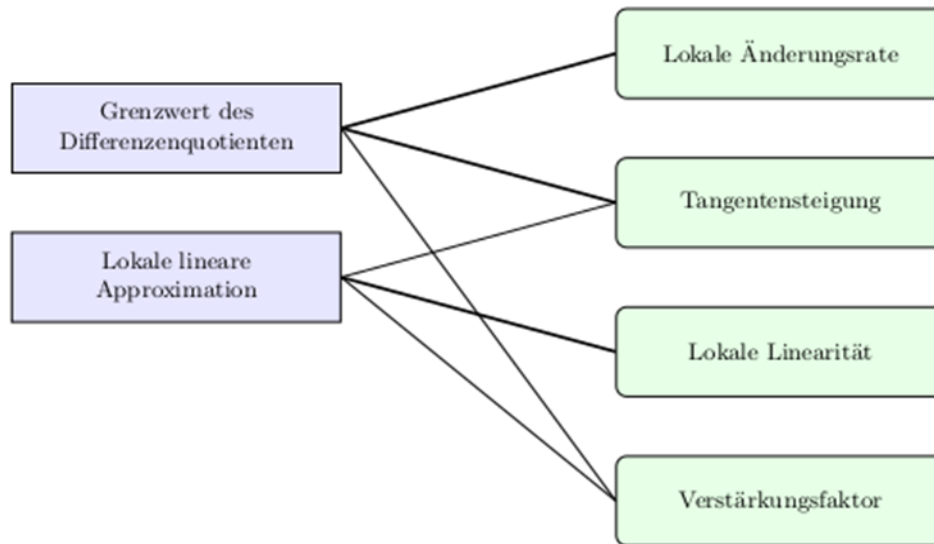 Grenzwert des
Differenzenquotienten
Lokale lineare
Approximation
Lokale Änderungsrate
Tangentensteigung
Lokale Linearität
Verstärkungsfaktor